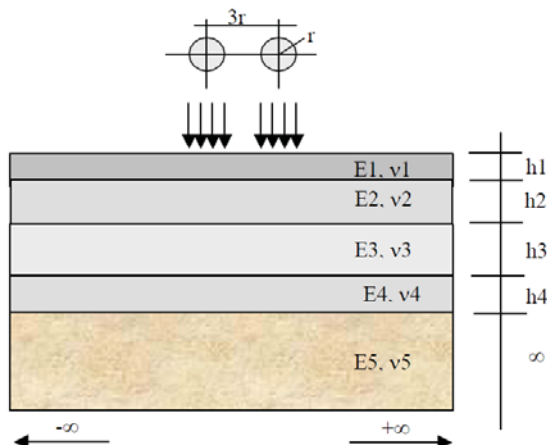 3r
r
E1, ν1
h1
E2, ν2
h2
E3, ν3
h3
E4, ν4
h4
E5, ν5
∞
-∞
+∞